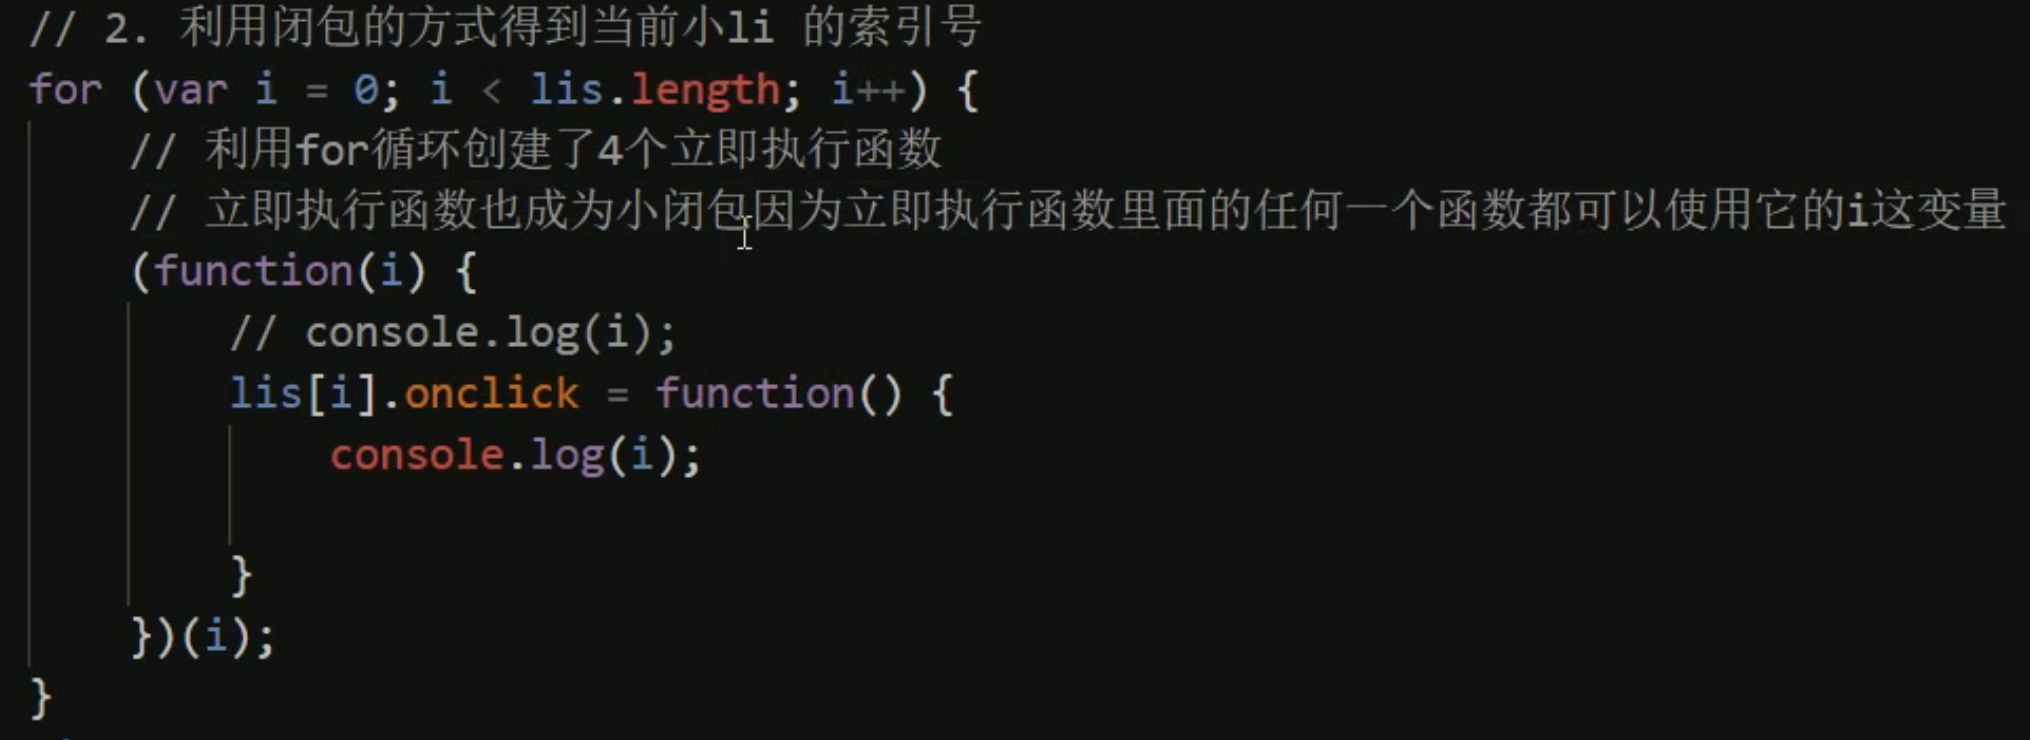 // 2. 利用闭包的方式得到当前小li 的索引号
for (var i = 0; i < lis.length; i++) {
// 利用for循环创建了4个立即执行函数
// 立即执行函数也成为小闭包因为立即执行函数里面的任何一个函数都可以使用它的i这变量
(function(i) {
// console.log(i);
lis[i].onclick = function() {
console.log(i);
}
})(i);
}